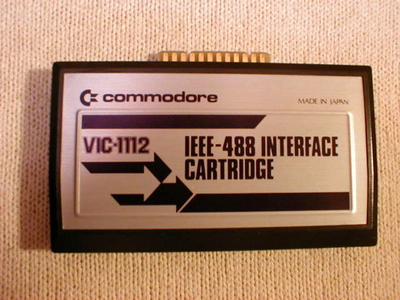 commodore
MADE IN JAPAN
VIC-1112
IEEE-488 INTERFACE
CARTRIDGE